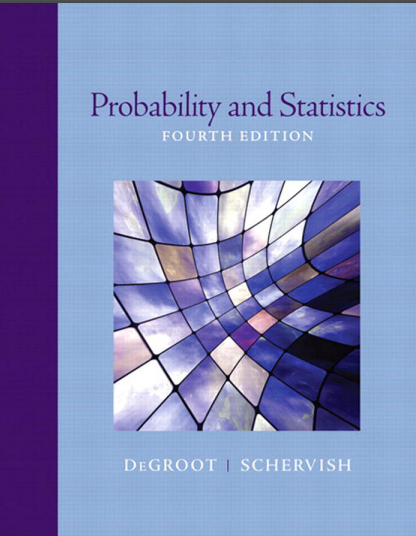 Probability and Statistics
FOURTH EDITION
DEGROOT | SCHERVISH